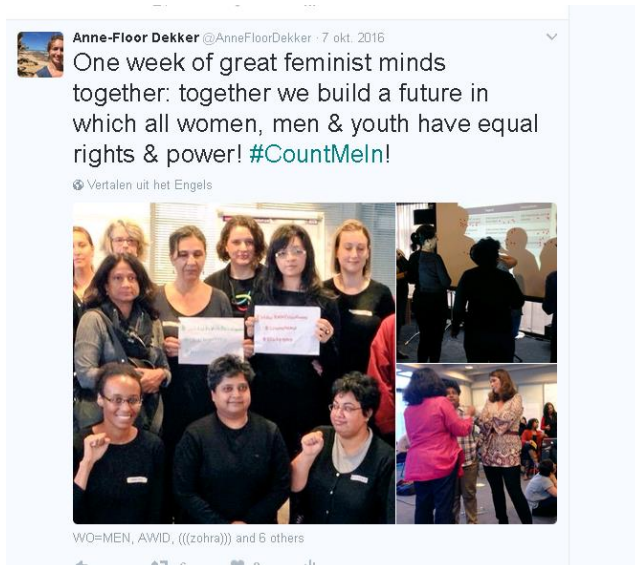 Anne-Floor Dekker @AnneFloorDekker · 7 okt. 2016
One week of great feminist minds
together: together we build a future in
which all women, men & youth have equal
rights & power! #CountMeIn!
Vertalen uit het Engels
WO=MEN, AWID, (((zohra))) and 6 others